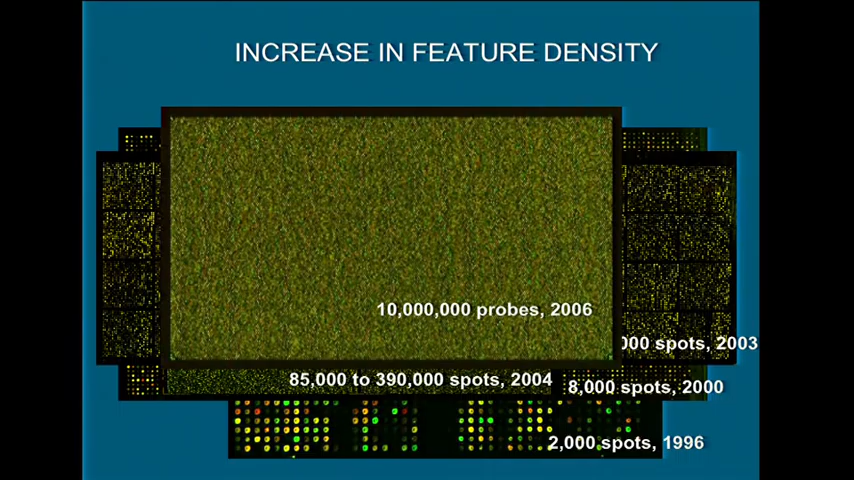 INCREASE IN FEATURE DENSITY
10,000,000 probes, 2006
000 spots, 2003
85,000 to 390,000 spots, 2004
8,000 spots, 2000
2,000 spots, 1996